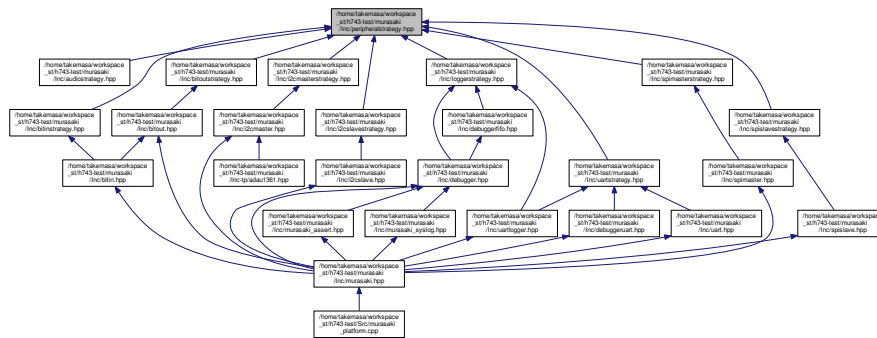 /home/takemasa/workspace
_st/h743-test/murasaki
/Inc/peripheralstrategy.hpp
/home/takemasa/workspace
_st/h743-test/murasaki
/Inc/audiostrategy.hpp
/home/takemasa/workspace
_st/h743-test/murasaki
/Inc/bitoutstrategy.hpp
/home/takemasa/workspace
_st/h743-test/murasaki
/Inc/i2cmasterstrategy.hpp
/home/takemasa/workspace
_st/h743-test/murasaki
/Inc/loggerstrategy.hpp
/home/takemasa/workspace
_st/h743-test/murasaki
/Inc/spimasterstrategy.hpp
/home/takemasa/workspace
_st/h743-test/murasaki
/Inc/bitinstrategy.hpp
/home/takemasa/workspace
_st/h743-test/murasaki
/Inc/bitout.hpp
/home/takemasa/workspace
_st/h743-test/murasaki
/Inc/i2cmaster.hpp
/home/takemasa/workspace
_st/h743-test/murasaki
/Inc/i2cslavestrategy.hpp
/home/takemasa/workspace
_st/h743-test/murasaki
/Inc/debuggerfifo.hpp
/home/takemasa/workspace
_st/h743-test/murasaki
/Inc/spislavestrategy.hpp
/home/takemasa/workspace
_st/h743-test/murasaki
/Inc/bitin.hpp
/home/takemasa/workspace
_st/h743-test/murasaki
/Inc-tp/adau1361.hpp
/home/takemasa/workspace
_st/h743-test/murasaki
/Inc/i2cslave.hpp
/home/takemasa/workspace
_st/h743-test/murasaki
/Inc/debugger.hpp
/home/takemasa/workspace
_st/h743-test/murasaki
/Inc/uartstrategy.hpp
/home/takemasa/workspace
_st/h743-test/murasaki
/Inc/spimaster.hpp
/home/takemasa/workspace
_st/h743-test/murasaki
/Inc/murasaki_assert.hpp
/home/takemasa/workspace
_st/h743-test/murasaki
/Inc/murasaki_syslog.hpp
/home/takemasa/workspace
_st/h743-test/murasaki
/Inc/uartlogger.hpp
/home/takemasa/workspace
_st/h743-test/murasaki
/Inc/debuggeruart.hpp
/home/takemasa/workspace
_st/h743-test/murasaki
/Inc/uart.hpp
/home/takemasa/workspace
_st/h743-test/murasaki
/Inc/spislave.hpp
/home/takemasa/workspace
_st/h743-test/murasaki
/Inc/murasaki.hpp
/home/takemasa/workspace
_st/h743-test/Src/murasaki
_platform.cpp